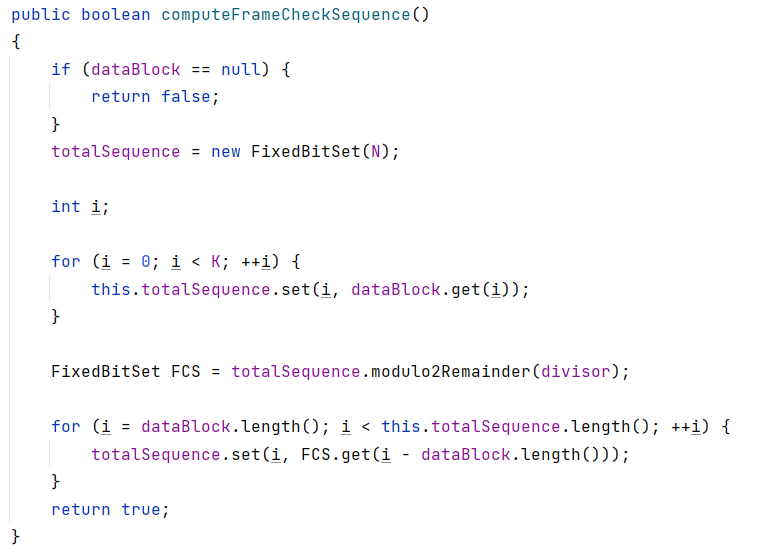 public boolean computeFrameCheckSequence()
{
    if (dataBlock == null) {
        return false;
    }
    totalSequence = new FixedBitSet(N);

    int i;

    for (i = 0; i < K; ++i) {
        this.totalSequence.set(i, dataBlock.get(i));
    }

    FixedBitSet FCS = totalSequence.modulo2Remainder(divisor);

    for (i = dataBlock.length(); i < this.totalSequence.length(); ++i) {
        totalSequence.set(i, FCS.get(i - dataBlock.length()));
    }
    return true;
}